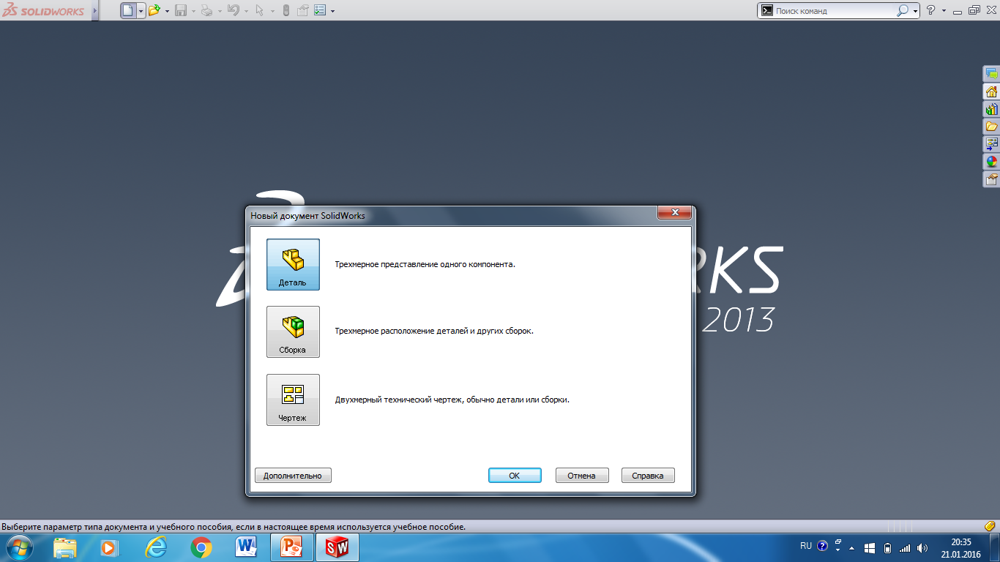 SOLIDWORKS
Поиск команд
Новый документ SolidWorks
Деталь
Трехмерное представление одного компонента.
Сборка
Трехмерное расположение деталей и других сборок.
Чертеж
Двухмерный технический чертеж, обычно детали или сборки.
RKS
2013
Дополнительно
OK
Отмена
Справка
Выберите параметр типа документа и учебного пособия, если в настоящее время используется учебное пособие.
RU
20:35
21.01.2016